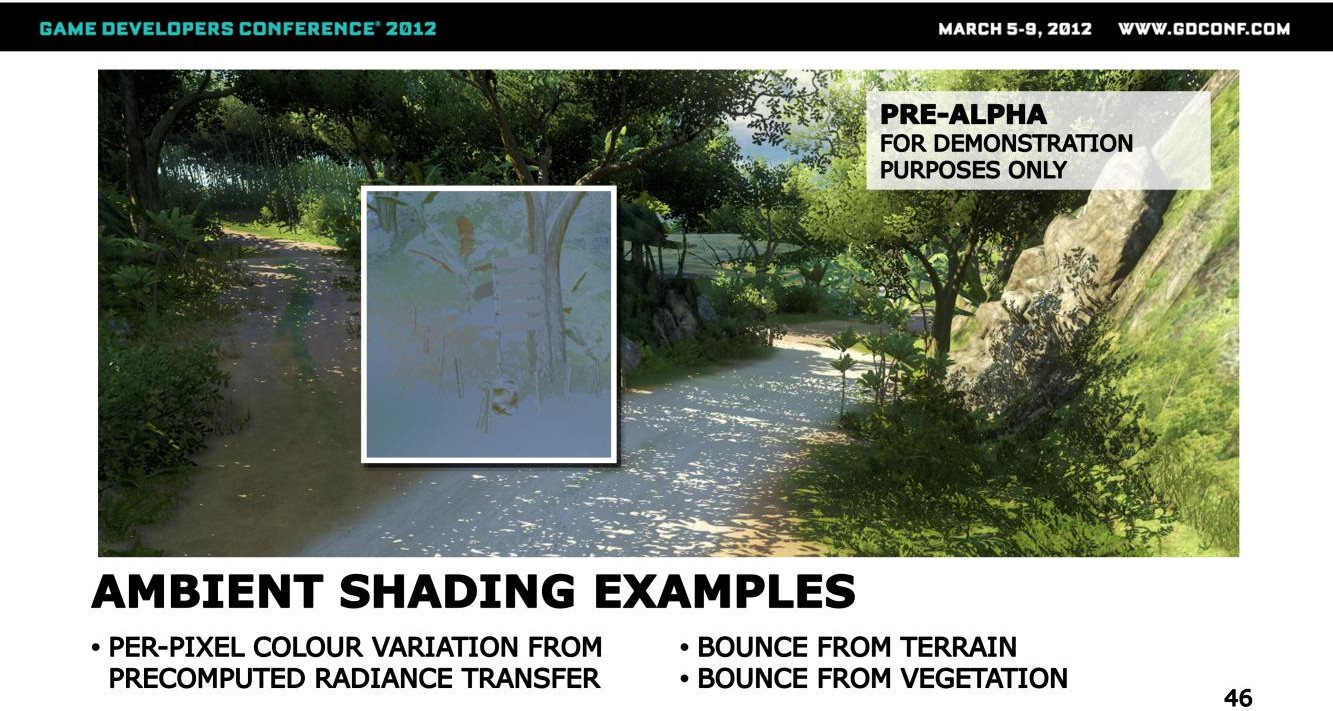 GAME DEVELOPERS CONFERENCE® 2012
MARCH 5-9, 2012 WWW.GDCONF.COM
PRE-ALPHA
FOR DEMONSTRATION
PURPOSES ONLY
AMBIENT SHADING EXAMPLES
• PER-PIXEL COLOUR VARIATION FROM
PRECOMPUTED RADIANCE TRANSFER
• BOUNCE FROM TERRAIN
• BOUNCE FROM VEGETATION
46